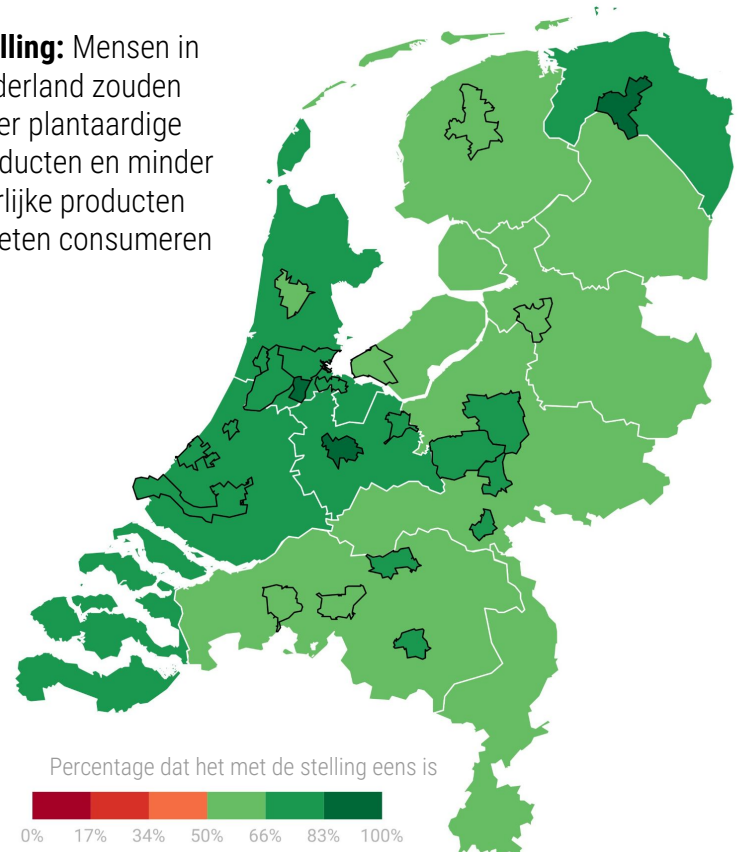 lling: Mensen in
derland zouden
er plantaardige
ducten en minder
rlijke producten
eten consumeren
Percentage dat het met de stelling eens is
0% 17% 34% 50% 66% 83% 100%